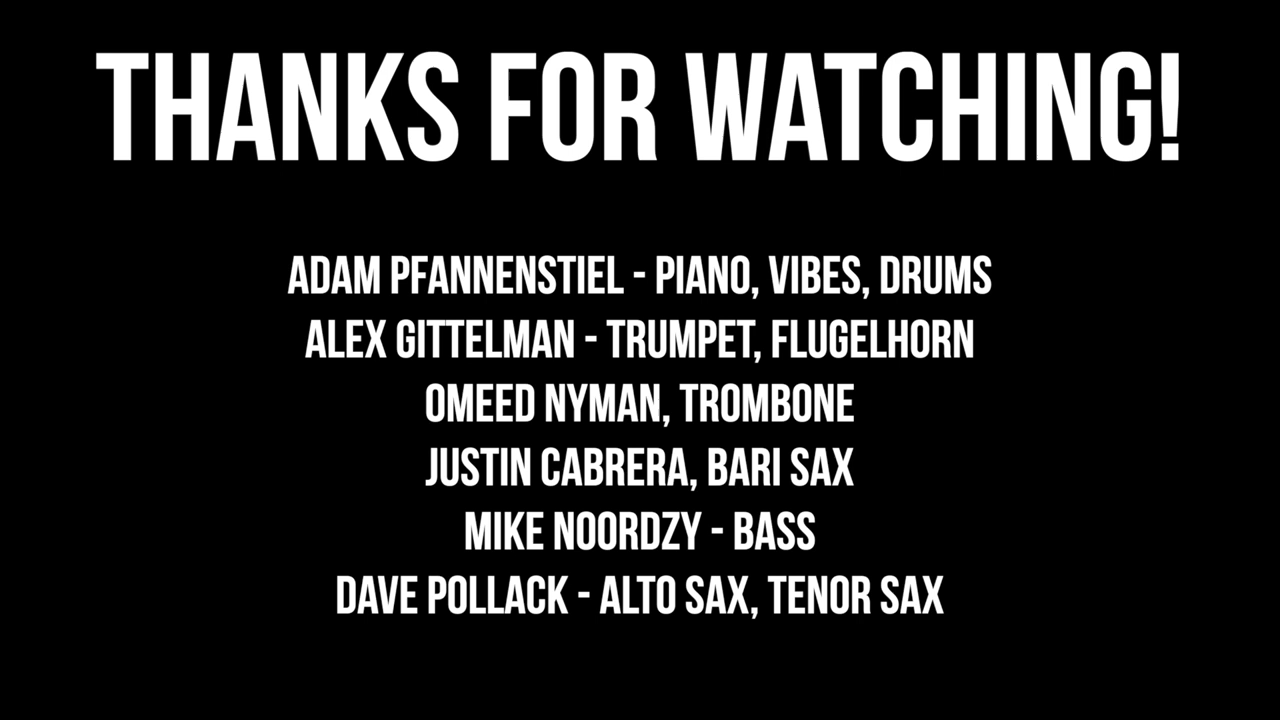 THANKS FOR WATCHING!
ADAM PFANNENSTIEL - PIANO, VIBES, DRUMS
ALEX GITTELMAN - TRUMPET, FLUGELHORN
OMEED NYMAN, TROMBONE
JUSTIN CABRERA, BARI SAX
MIKE NOORDZY - BASS
DAVE POLLACK - ALTO SAX, TENOR SAX